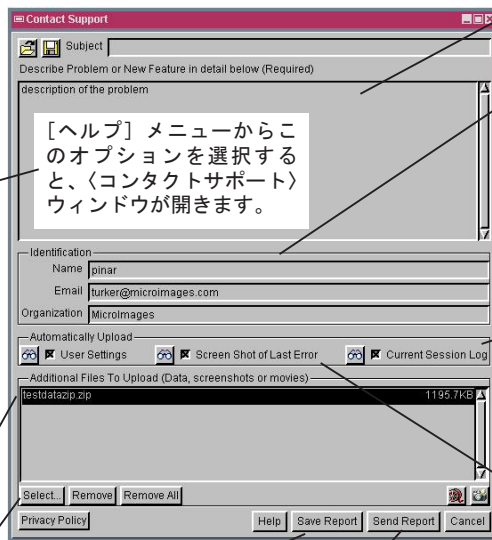 Contact Support
Subject
Describe Problem or New Feature in detail below (Required)
description of the problem
［ヘルプ］メニューからこ
のオプションを選択する
と、〈コンタクトサポート〉
ウィンドウが開きます。
Identification
Name pinar
Email turker@microimages.com
Organization MicroImages
Automatically Upload
User Settings Screen Shot of Last Error Current Session Log
Additional Files To Upload (Data, screenshots or movies)
testdatazip.zip 1195.7KB
Select... Remove Remove All
Privacy Policy Help Save Report Send Report Cancel